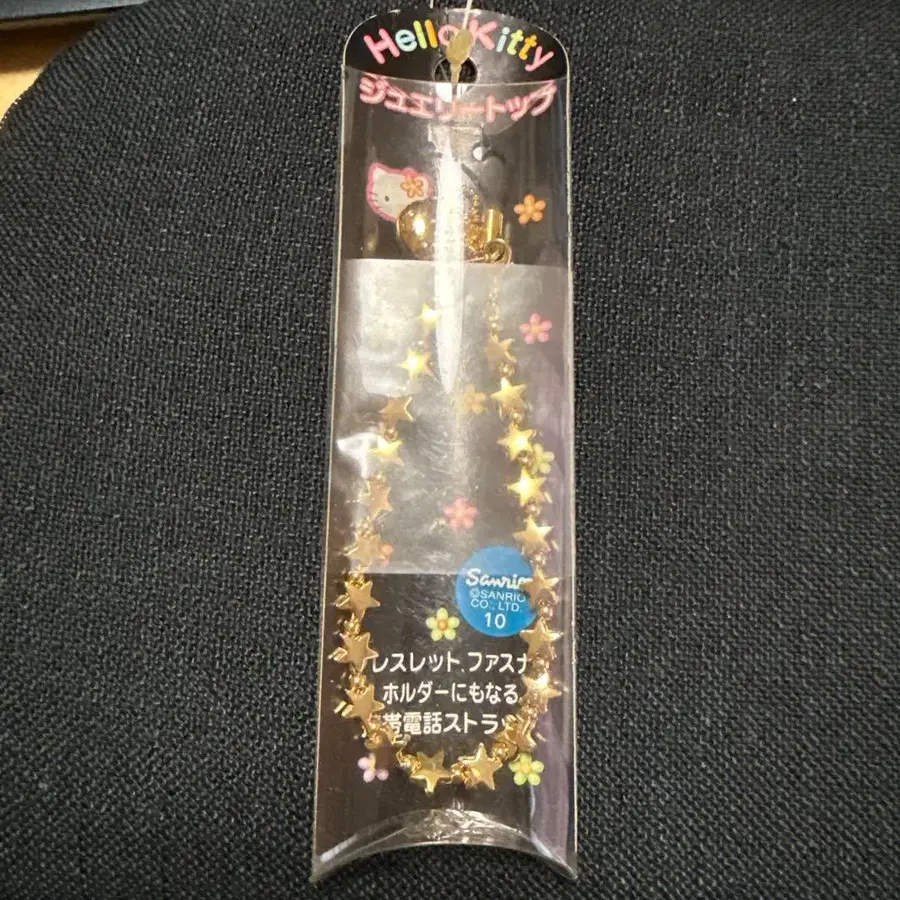 Hello Kitty
ジュエリートップ
Sanrio
©SANRIO
CO., LTD.
10
レスレット、ファスナ
ホルダーにもなる
帯電話ストラッ